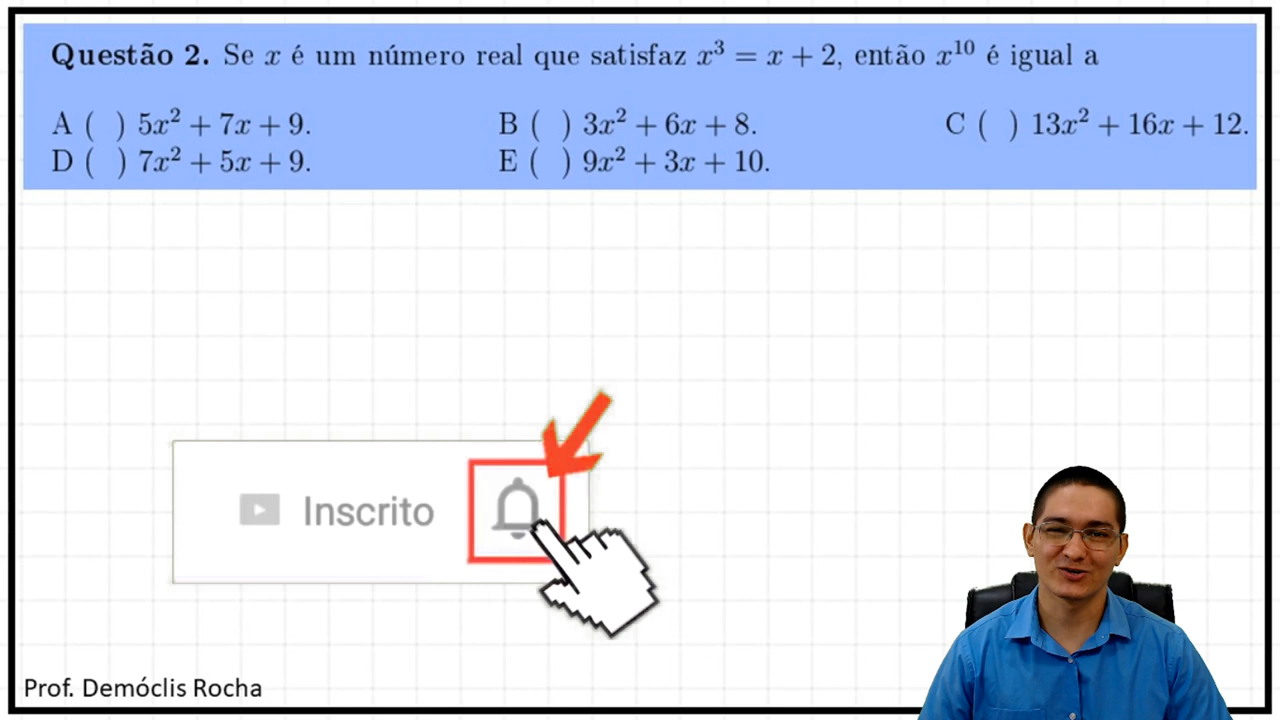 Questão 2. Se x é um número real que satisfaz x³ = x + 2, então x¹⁰ é igual a
A ( ) 5x² + 7x + 9. B ( ) 3x² + 6x + 8. C ( ) 13x² + 16x + 12.
D ( ) 7x² + 5x + 9. E ( ) 9x² + 3x + 10.
Inscrito
Prof. Demóclis Rocha